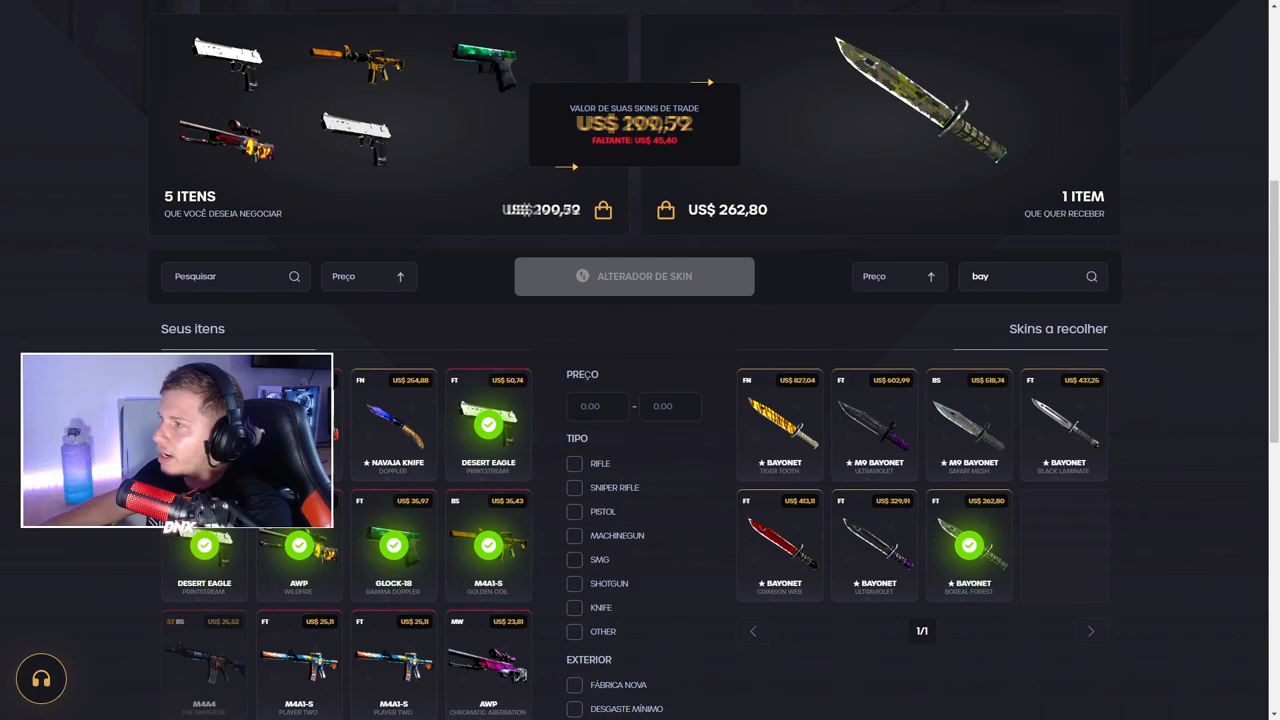 VALOR DE SUAS SKINS DE TRADE
FALTANTE: US$ 45,40
5 ITENS
QUE VOCÊ DESEJA NEGOCIAR
US$ 262,80
1 ITEM
QUE QUER RECEBER
Pesquisar
Preço
ALTERADOR DE SKIN
Preço
bay
Seus itens
Skins a recolher
FN US$ 254,88
★ NAVAJA KNIFE
DOPPLER
FT US$ 50,74
DESERT EAGLE
PRINTSTREAM
DESERT EAGLE
PRINTSTREAM
AWP
WILDFIRE
FT US$ 35,97
GLOCK-18
GAMMA DOPPLER
BS US$ 35,43
M4A1-S
GOLDEN COIL
ST BS US$ 25,52
M4A4
THE EMPEROR
FT US$ 25,11
M4A1-S
PLAYER TWO
FT US$ 25,11
M4A1-S
PLAYER TWO
MW US$ 23,81
AWP
CHROMATIC ABERRATION
PREÇO
0.00 - 0.00
TIPO
RIFLE
SNIPER RIFLE
PISTOL
MACHINEGUN
SMG
SHOTGUN
KNIFE
OTHER
EXTERIOR
FÁBRICA NOVA
DESGASTE MÍNIMO
FN US$ 827,04
★ BAYONET
TIGER TOOTH
FT US$ 602,99
★ M9 BAYONET
ULTRAVIOLET
BS US$ 518,74
★ M9 BAYONET
SAFARI MESH
FT US$ 437,25
★ BAYONET
BLACK LAMINATE
FT US$ 413,11
★ BAYONET
CRIMSON WEB
FT US$ 329,91
★ BAYONET
ULTRAVIOLET
FT US$ 262,80
★ BAYONET
BOREAL FOREST
1/1
DNX